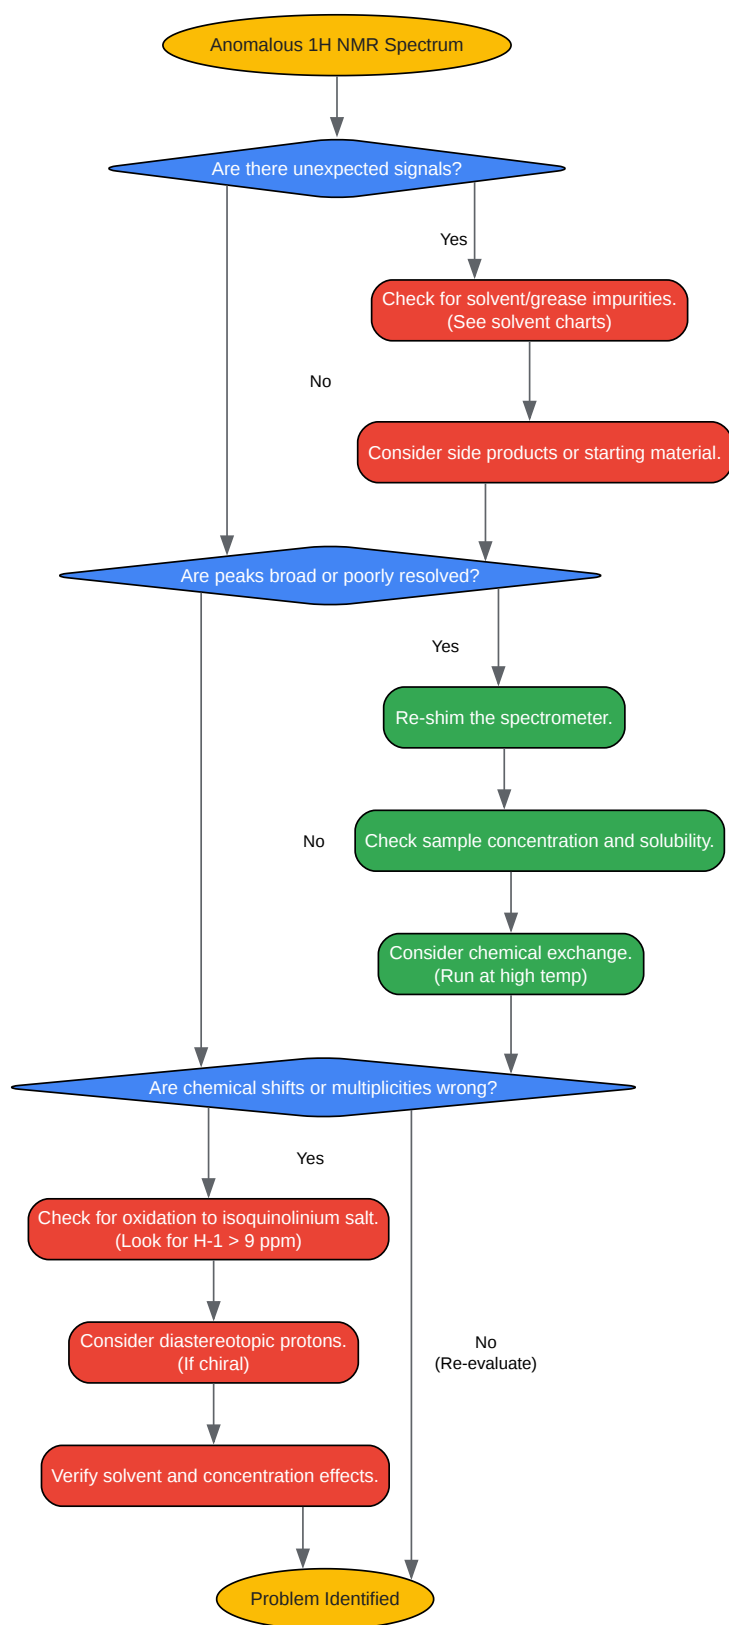 Anomalous 1H NMR Spectrum
Are there unexpected signals?
Yes
Check for solvent/grease impurities.
(See solvent charts)
No
Consider side products or starting material.
Are peaks broad or poorly resolved?
Yes
Re-shim the spectrometer.
No
Check sample concentration and solubility.
Consider chemical exchange.
(Run at high temp)
Are chemical shifts or multiplicities wrong?
Yes
Check for oxidation to isoquinolinium salt.
(Look for H-1 > 9 ppm)
Consider diastereotopic protons.
(If chiral)
No
(Re-evaluate)
Verify solvent and concentration effects.
Problem Identified